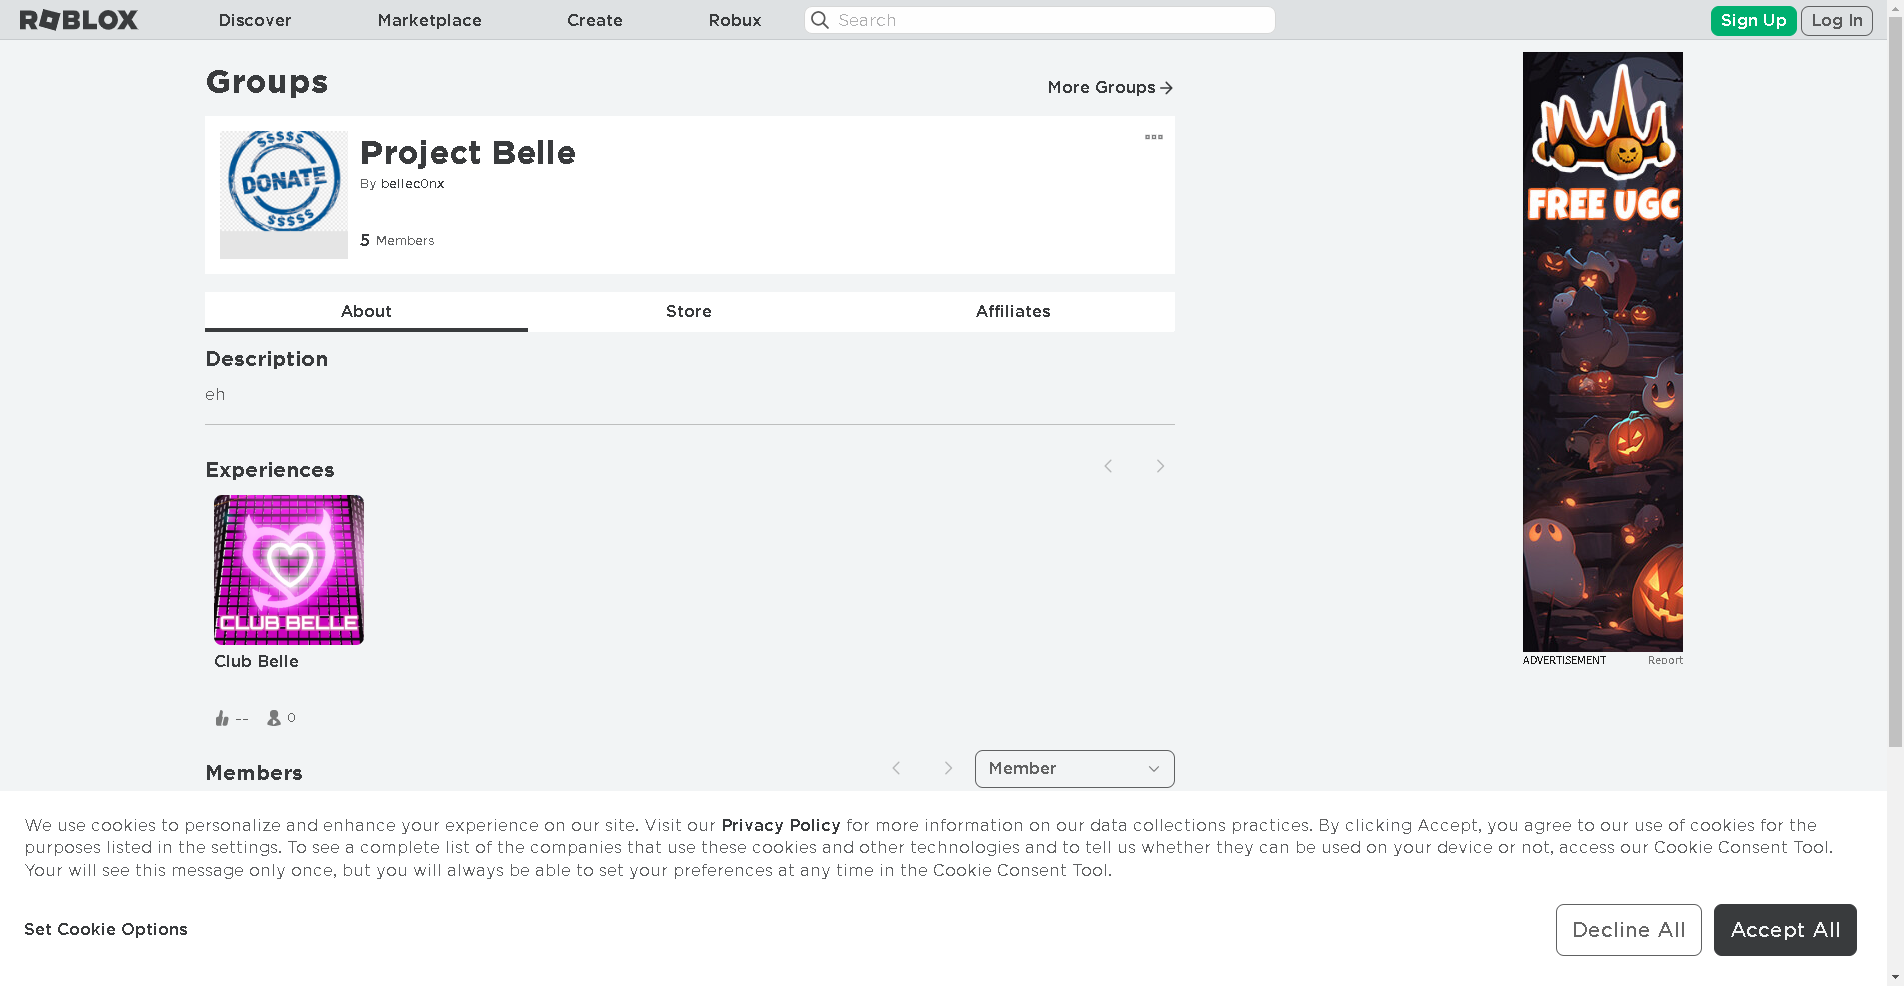 ROBLOX Discover Marketplace Create Robux Search Sign Up Log In
Groups
More Groups
$$$$$
DONATE
$$$$$
Project Belle
By bellec0nx
5 Members
About Store Affiliates
Description
eh
Experiences
CLUB BELLE
Club Belle
-- 0
Members
Member
FREE UGC
ADVERTISEMENT Report
We use cookies to personalize and enhance your experience on our site. Visit our Privacy Policy for more information on our data collections practices. By clicking Accept, you agree to our use of cookies for the
purposes listed in the settings. To see a complete list of the companies that use these cookies and other technologies and to tell us whether they can be used on your device or not, access our Cookie Consent Tool.
Your will see this message only once, but you will always be able to set your preferences at any time in the Cookie Consent Tool.
Set Cookie Options
Decline All Accept All